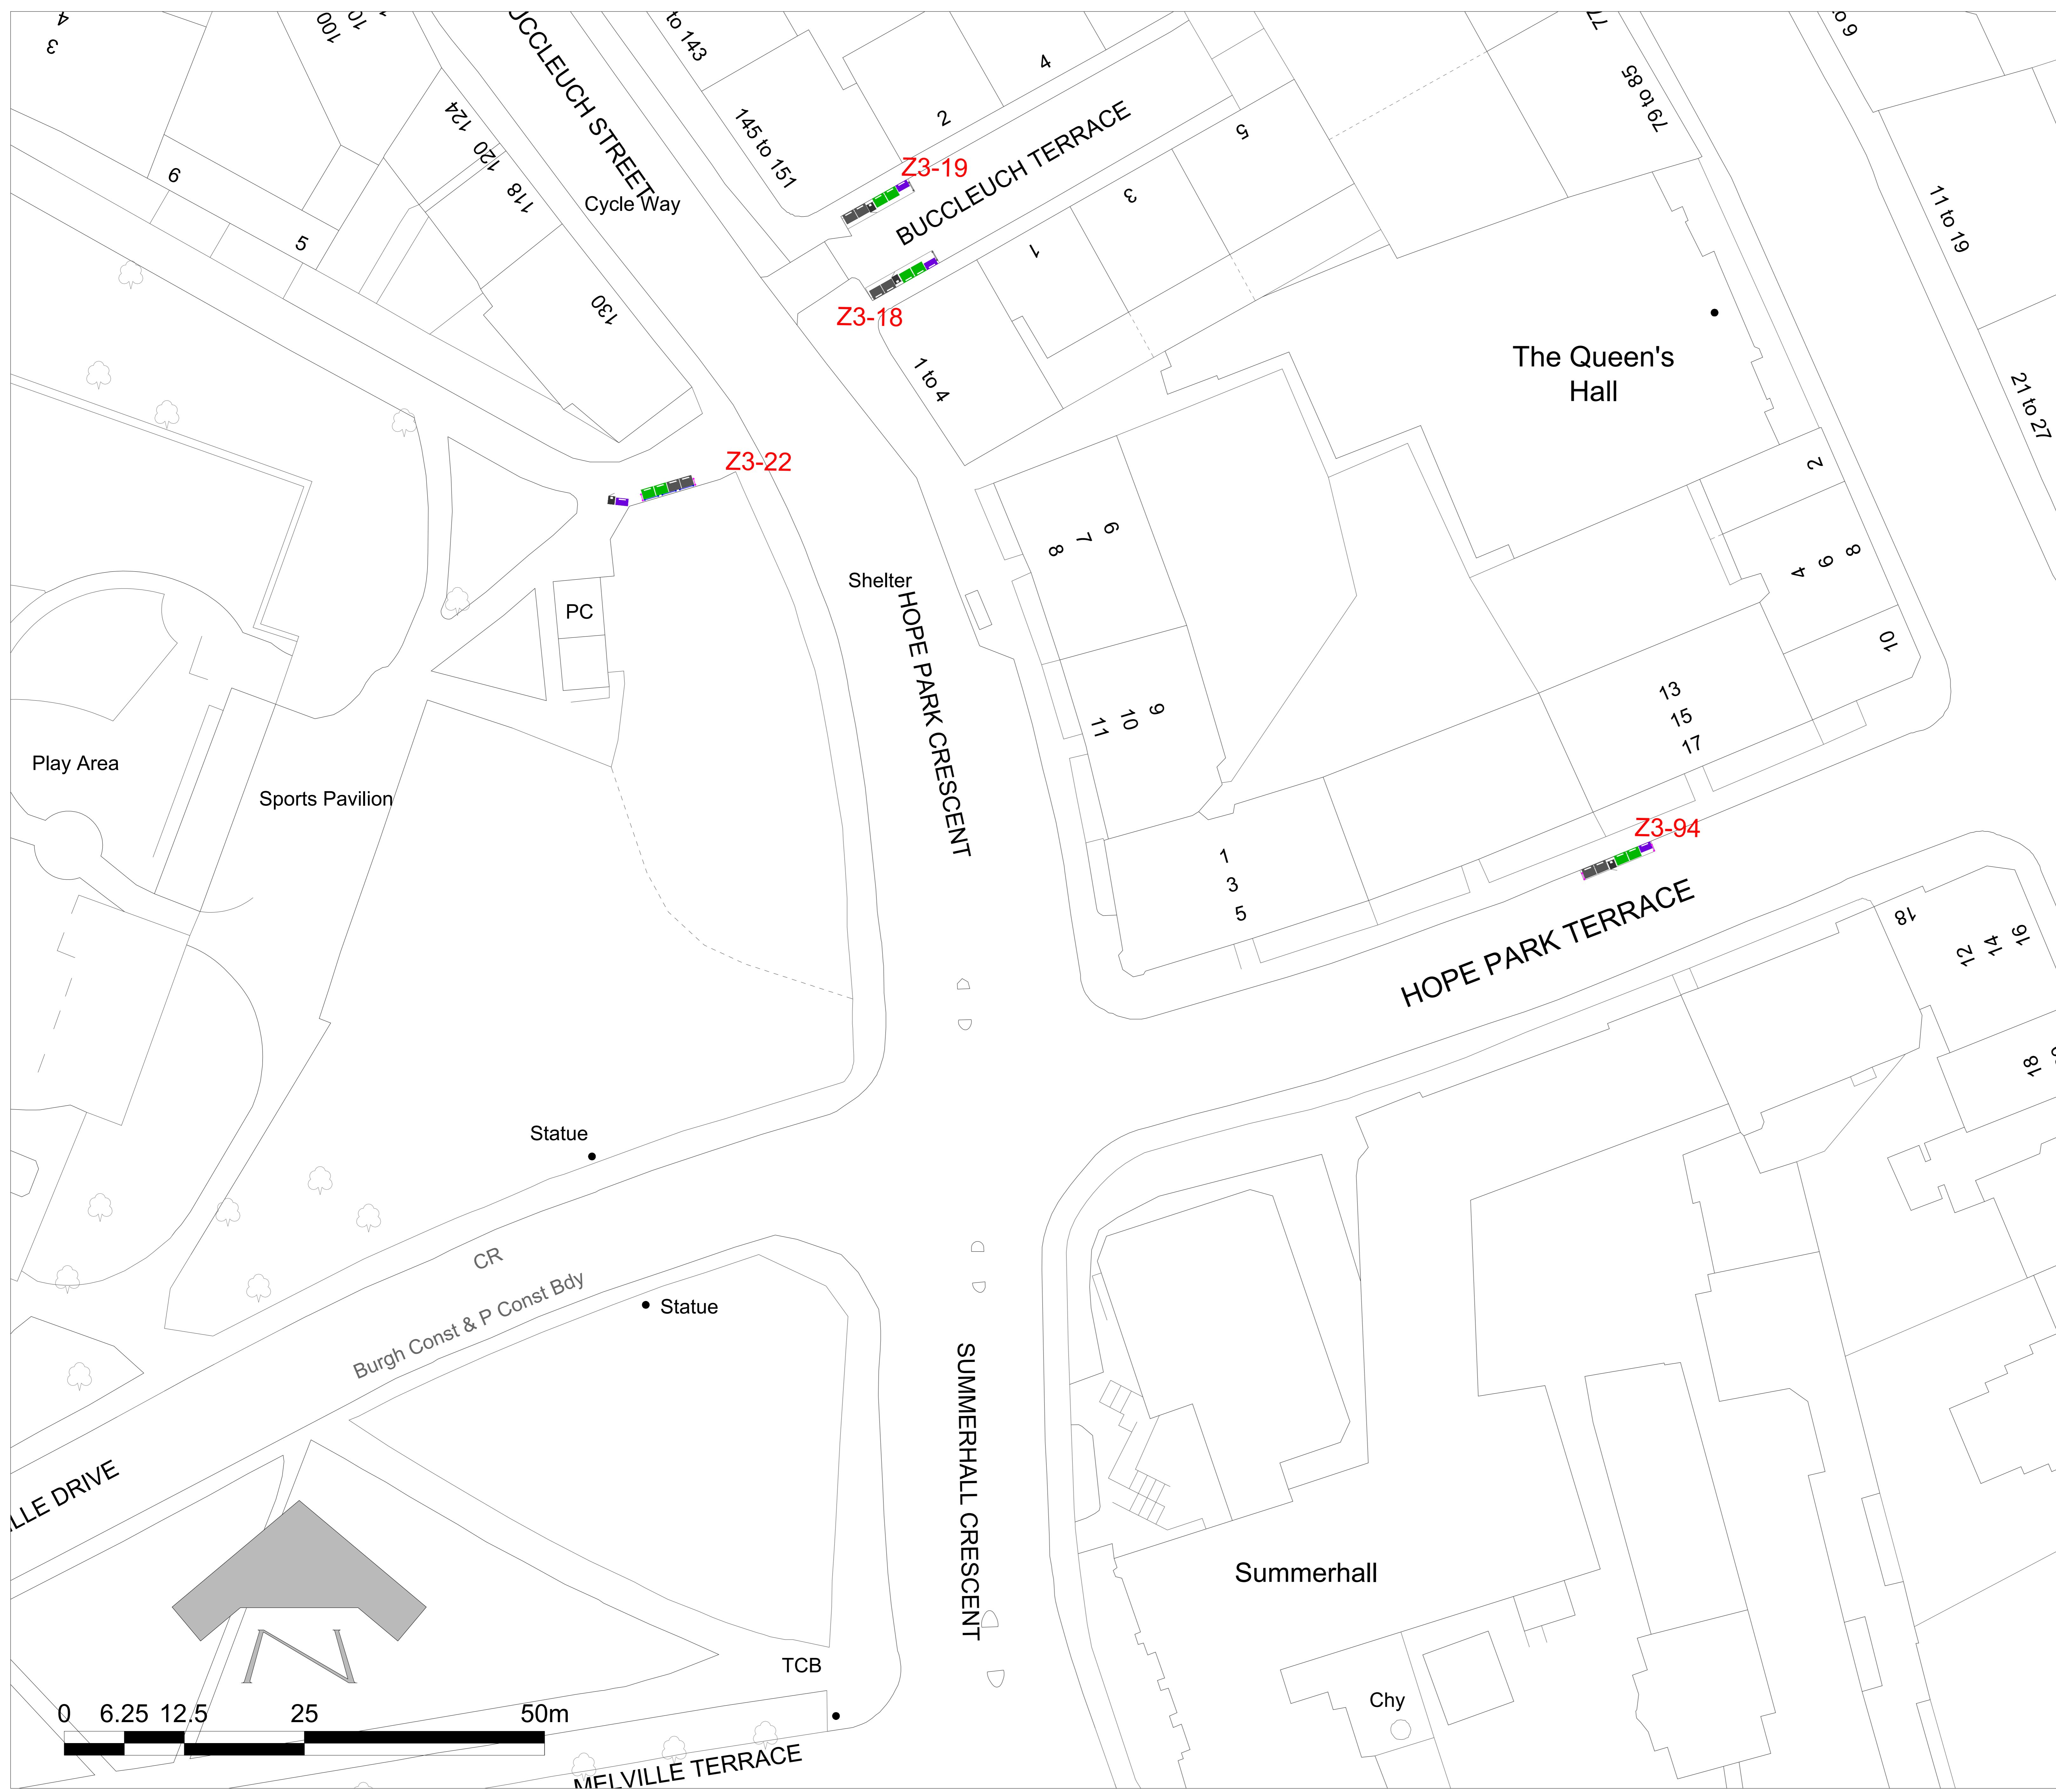 4
3
100
to 143
77
4
2
124
120
118
BUCCLEUCH TERRACE
145 to 151
5
79 to 85
6
5
Cycle Way
Z3-19
3
1
11 to 19
130
Z3-18
1 to 4
The Queen's
Hall
21 to 27
Z3-22
2
6
7
8
8
6
4
Shelter
PC
HOPE PARK CRESCENT
10
9
10
11
13
15
17
Play Area
Sports Pavilion
Z3-94
1
3
5
HOPE PARK TERRACE
18
16
14
12
18
Statue
CR
Burgh Const & P Const Bdy
Statue
SUMMERHALL CRESCENT
Summerhall
TCB
Chy
0 6.25 12.5 25 50m
MELVILLE TERRACE